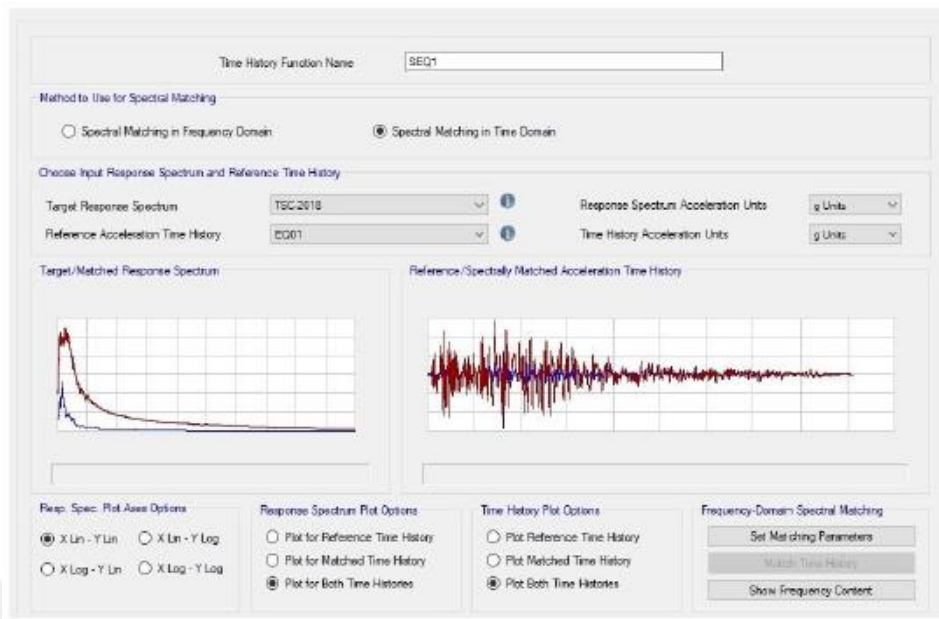 Time History Function Name SEQ1
Method to Use for Spectral Matching
Spectral Matching in Frequency Domain Spectral Matching in Time Domain
Choose Input Response Spectrum and Reference Time History
Target Response Spectrum TSC-2018 Response Spectrum Acceleration Units g Units
Reference Acceleration Time History EQ01 Time History Acceleration Units g Units
Target/Matched Response Spectrum Reference/Spectrally Matched Acceleration Time History
Resp. Spec. Plot Axes Options Response Spectrum Plot Options Time History Plot Options Frequency-Domain Spectral Matching
X Lin - Y Lin X Lin - Y Log Plot for Reference Time History Plot Reference Time History Set Matching Parameters
Plot for Matched Time History Plot Matched Time History Match Time History
X Log - Y Lin X Log - Y Log Plot for Both Time Histories Plot Both Time Histories Show Frequency Content